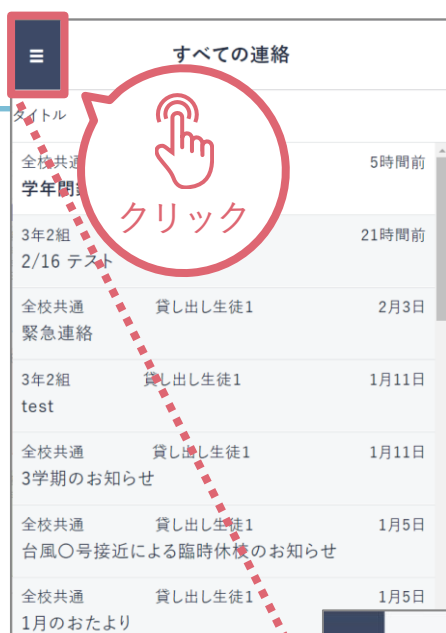 すべての連絡
タイトル
全校共通 5時間前
学年閉
クリック
3年2組 21時間前
2/16 テスト
全校共通 貸し出し生徒1 2月3日
緊急連絡
3年2組 貸し出し生徒1 1月11日
test
全校共通 貸し出し生徒1 1月11日
3学期のお知らせ
全校共通 貸し出し生徒1 1月5日
台風〇号接近による臨時休校のお知らせ
全校共通 貸し出し生徒1 1月5日
1月のおたより